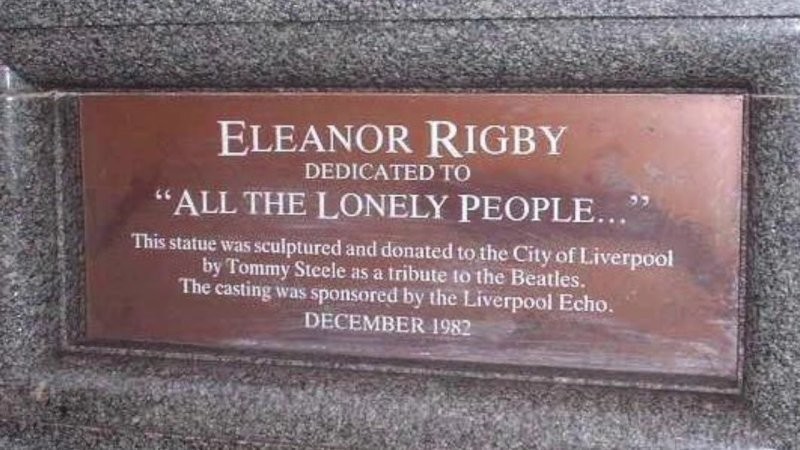 ELEANOR RIGBY
DEDICATED TO
“ALL THE LONELY PEOPLE...”
This statue was sculptured and donated to the City of Liverpool
by Tommy Steele as a tribute to the Beatles.
The casting was sponsored by the Liverpool Echo.
DECEMBER 1982